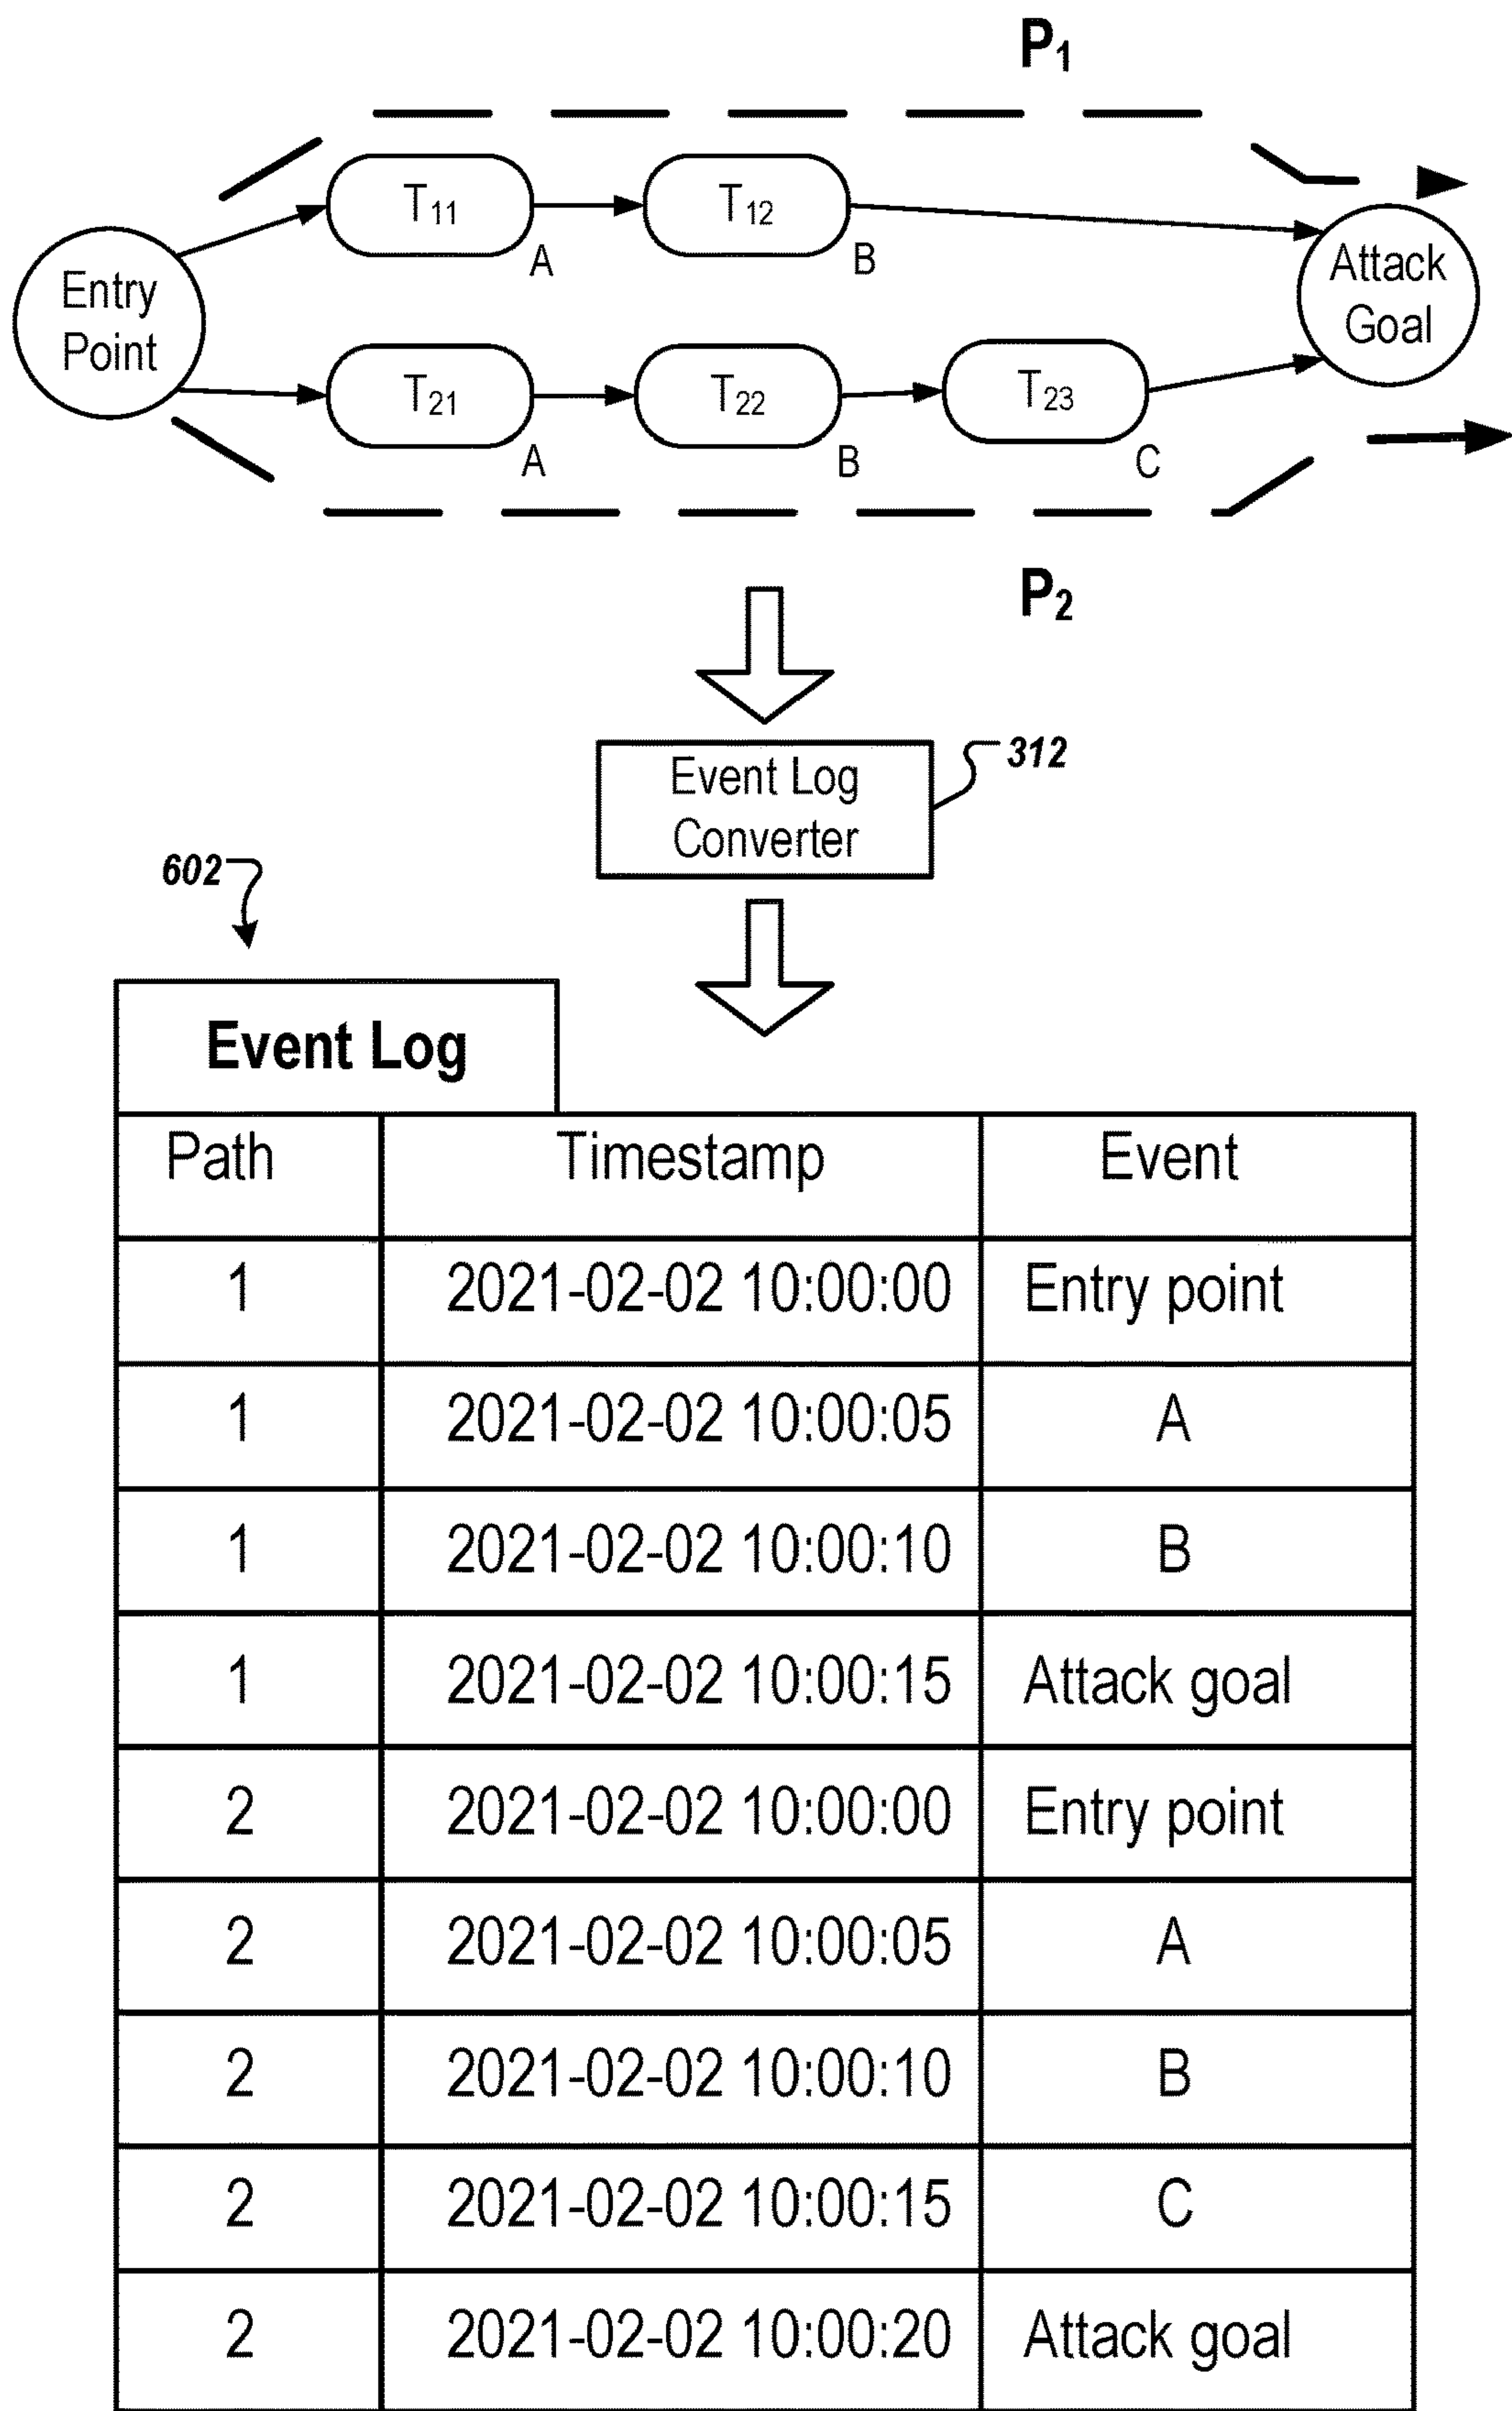 P₁
T₁₁
T₁₂
A
B
Entry
Point
Attack
Goal
T₂₁
T₂₂
T₂₃
A
B
C
P₂
Event Log
Converter
312
602
Event Log
Path Timestamp Event
1 2021-02-02 10:00:00 Entry point
1 2021-02-02 10:00:05 A
1 2021-02-02 10:00:10 B
1 2021-02-02 10:00:15 Attack goal
2 2021-02-02 10:00:00 Entry point
2 2021-02-02 10:00:05 A
2 2021-02-02 10:00:10 B
2 2021-02-02 10:00:15 C
2 2021-02-02 10:00:20 Attack goal